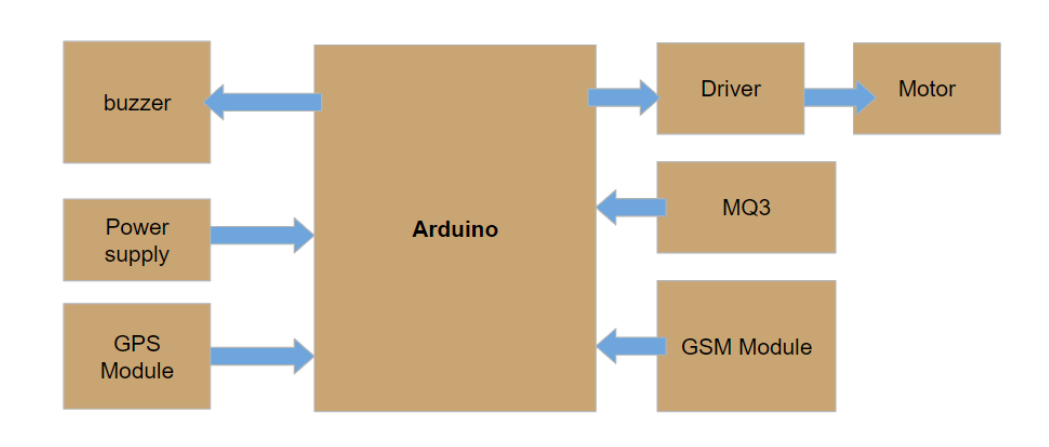 buzzer
Driver
Motor
Power
supply
Arduino
MQ3
GPS
Module
GSM Module